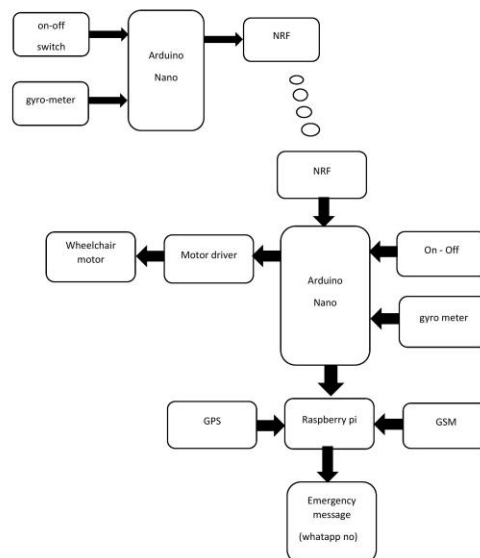 on-off
switch
gyro-meter
Arduino
Nano
NRF
NRF
Wheelchair
motor
Motor driver
Arduino
Nano
On - Off
gyro meter
GPS
Raspberry pi
GSM
Emergency
message
(whatapp no)